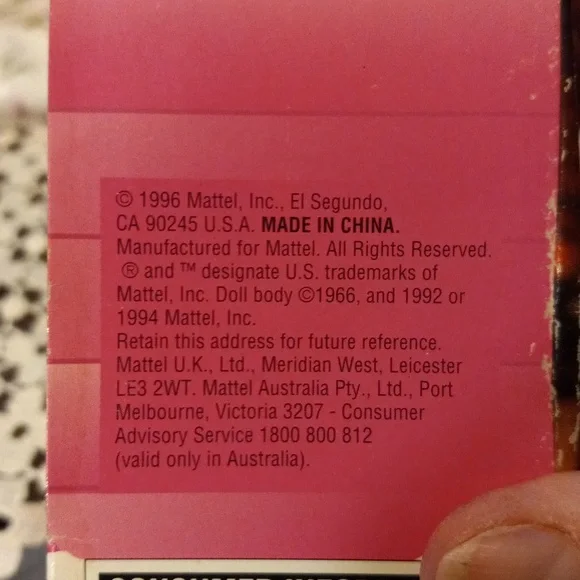 © 1996 Mattel, Inc., El Segundo,
CA 90245 U.S.A. MADE IN CHINA.
Manufactured for Mattel. All Rights Reserved.
® and ™ designate U.S. trademarks of
Mattel, Inc. Doll body ©1966, and 1992 or
1994 Mattel, Inc.
Retain this address for future reference.
Mattel U.K., Ltd., Meridian West, Leicester
LE3 2WT. Mattel Australia Pty., Ltd., Port
Melbourne, Victoria 3207 - Consumer
Advisory Service 1800 800 812
(valid only in Australia).
CONSUMER